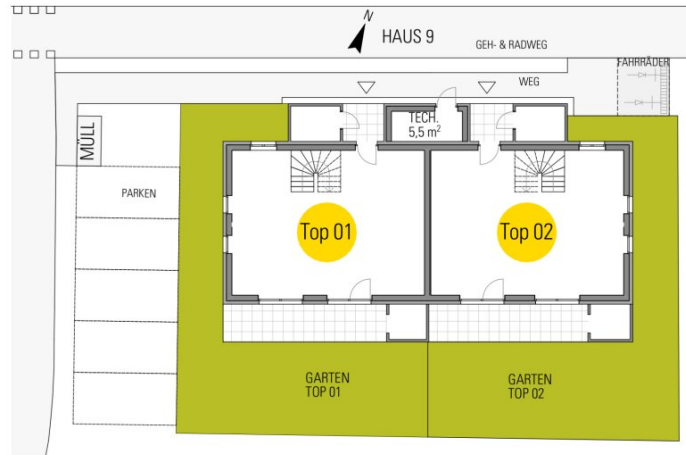 N
HAUS 9
GEH- & RADWEG
FAHRRÄDER
WEG
TECH.
5,5 m²
MÜLL
PARKEN
Top 01
Top 02
GARTEN
TOP 01
GARTEN
TOP 02